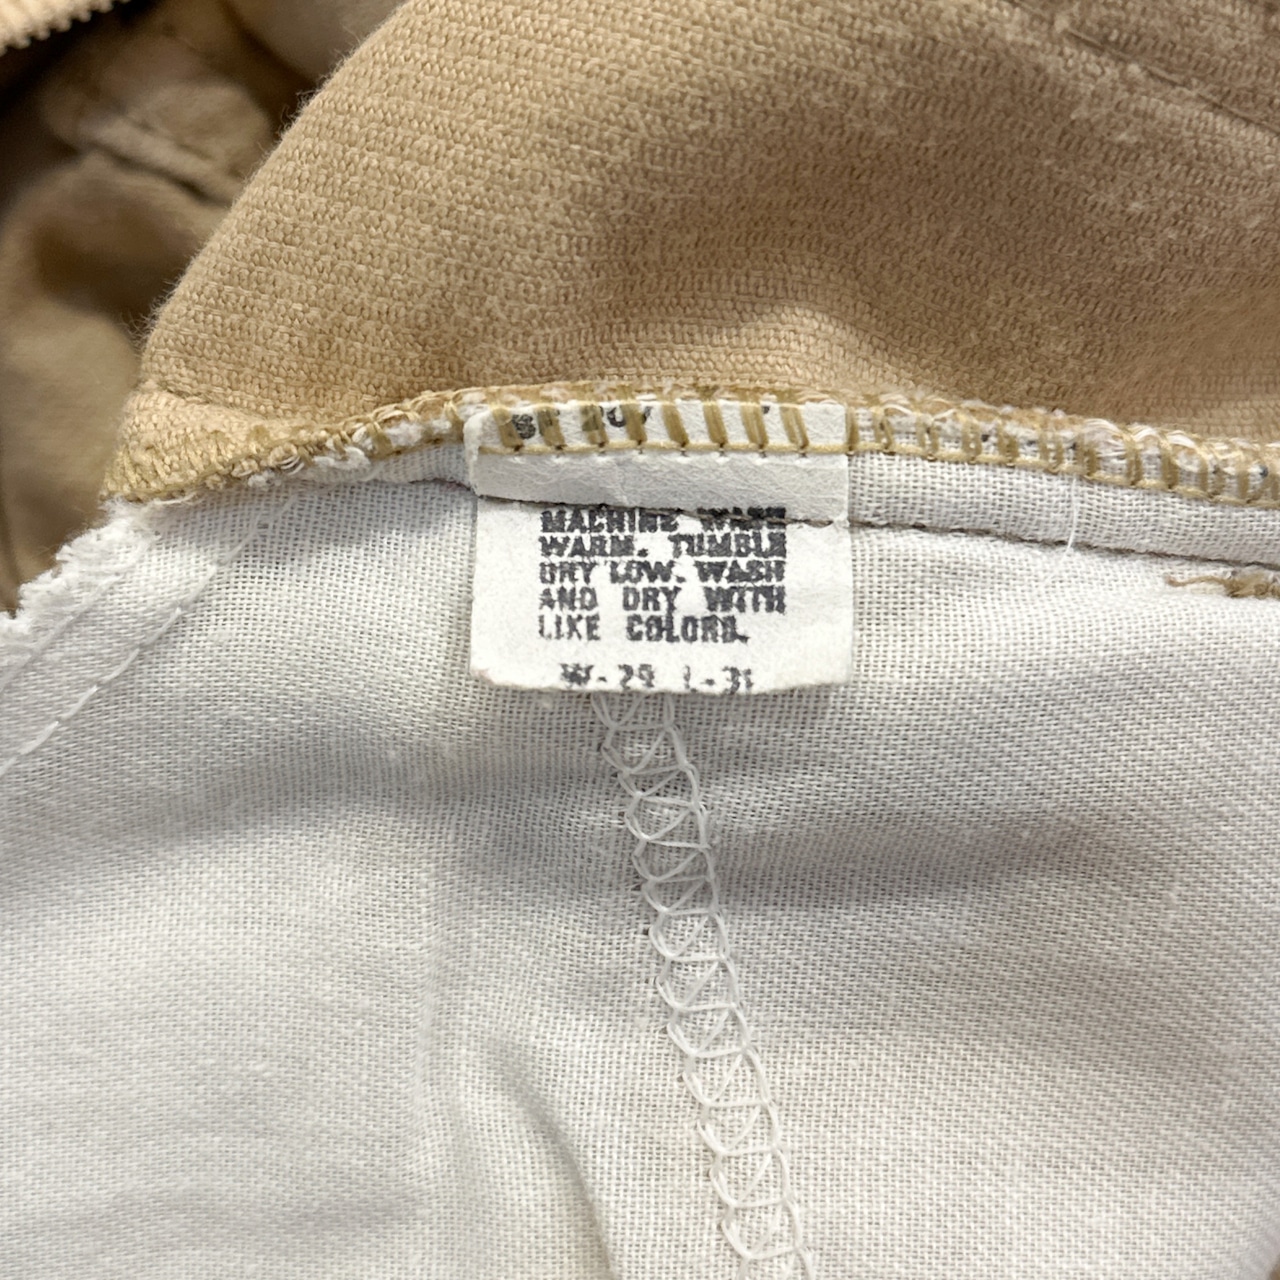 MACHINE WASH
WARM. TUMBLE
DRY LOW. WASH
AND DRY WITH
LIKE COLORS.
W-29 L-31